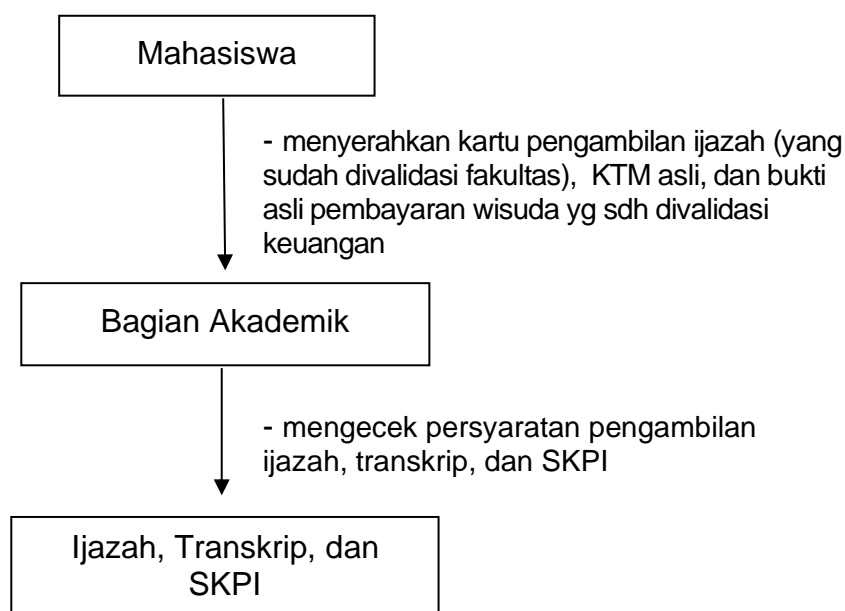 Mahasiswa
- menyerahkan kartu pengambilan ijazah (yang
sudah divalidasi fakultas), KTM asli, dan bukti
asli pembayaran wisuda yg sdh divalidasi
keuangan
Bagian Akademik
- mengecek persyaratan pengambilan
ijazah, transkrip, dan SKPI
Ijazah, Transkrip, dan
SKPI